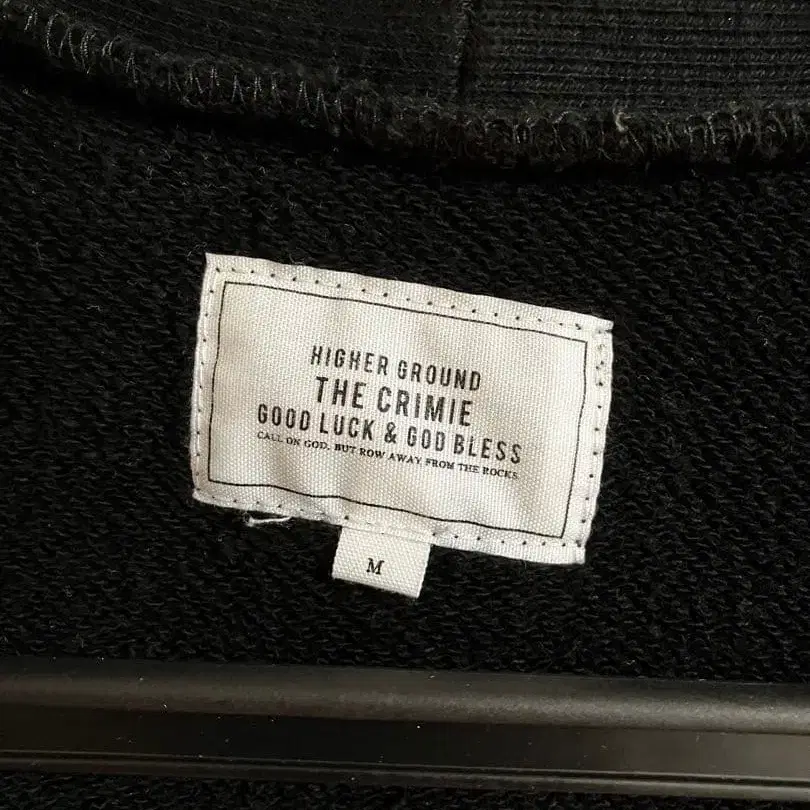 HIGHER GROUND
THE CRIMIE
GOOD LUCK & GOD BLESS
CALL ON GOD, BUT ROW AWAY FROM THE ROCKS
M